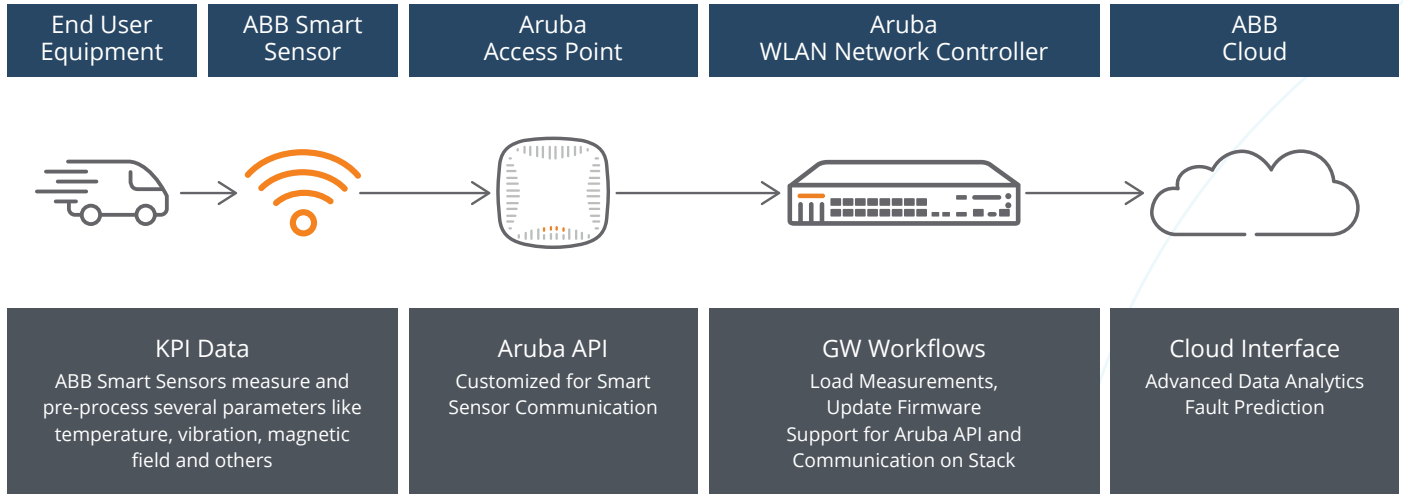 End User
Equipment
ABB Smart
Sensor
Aruba
Access Point
Aruba
WLAN Network Controller
ABB
Cloud
KPI Data
ABB Smart Sensors measure and
pre-process several parameters like
temperature, vibration, magnetic
field and others
Aruba API
Customized for Smart
Sensor Communication
GW Workflows
Load Measurements,
Update Firmware
Support for Aruba API and
Communication on Stack
Cloud Interface
Advanced Data Analytics
Fault Prediction